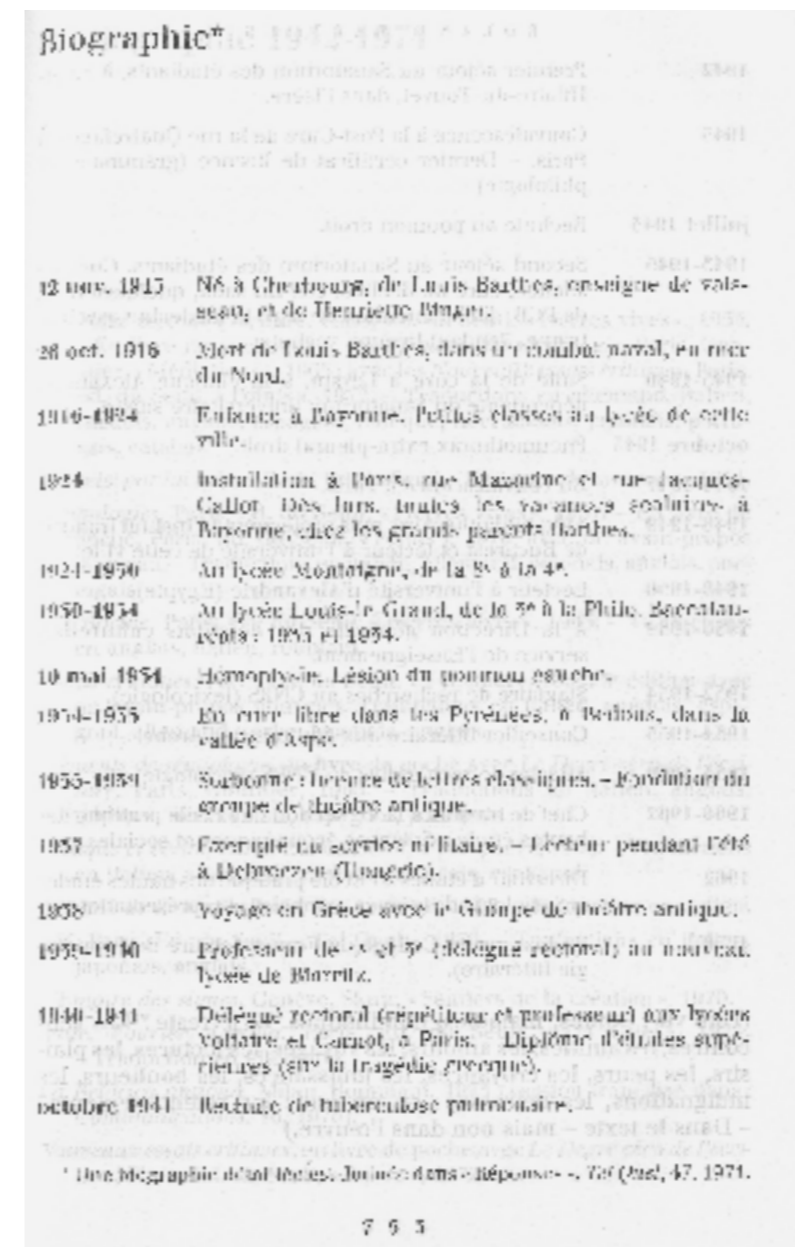 Biographie*
12 nov. 1915 Né à Cherbourg, de Louis Barthes, enseigne de vais-
seau, et de Henriette Binger.
26 oct. 1916 Mort de Louis Barthes, dans un combat naval, en mer
du Nord.
1916-1924 Enfance à Bayonne. Petites classes au lycée de cette
ville.
1924 Installation à Paris, rue Mazarine et rue Jacques-
Callot. Dès lors, toutes les vacances scolaires à
Bayonne, chez les grands-parents Barthes.
1924-1930 Au lycée Montaigne, de la 8e à la 4e.
1930-1934 Au lycée Louis-le-Grand, de la 3e à la Philo. Baccalau-
réats : 1933 et 1934.
10 mai 1934 Hémoptysie. Lésion du poumon gauche.
1934-1935 En cure libre dans les Pyrénées, à Bedous, dans la
vallée d'Aspe.
1935-1939 Sorbonne : licence de lettres classiques. – Fondation du
groupe de théâtre antique.
1937 Exempté du service militaire. – Lecteur pendant l'été
à Debreczen (Hongrie).
1938 Voyage en Grèce avec le Groupe de théâtre antique.
1939-1940 Professeur de et 3e (délégué rectoral) au nouveau
lycée de Biarritz.
1940-1941 Délégué rectoral (répétiteur et professeur) aux lycées
Voltaire et Carnot, à Paris. – Diplôme d'études supé-
rieures (sur la tragédie grecque).
octobre 1941 Rechute de tuberculose pulmonaire.
* Une biographie détaillée est donnée dans « Réponses », Tel Quel, 47, 1971.